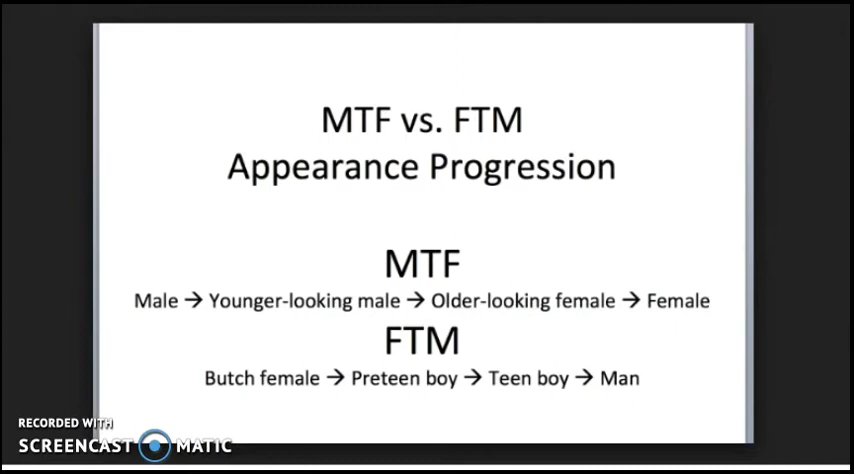 MTF vs. FTM
Appearance Progression
MTF
Male → Younger-looking male → Older-looking female → Female
FTM
Butch female → Preteen boy → Teen boy → Man
RECORDED WITH
SCREENCAST MATIC